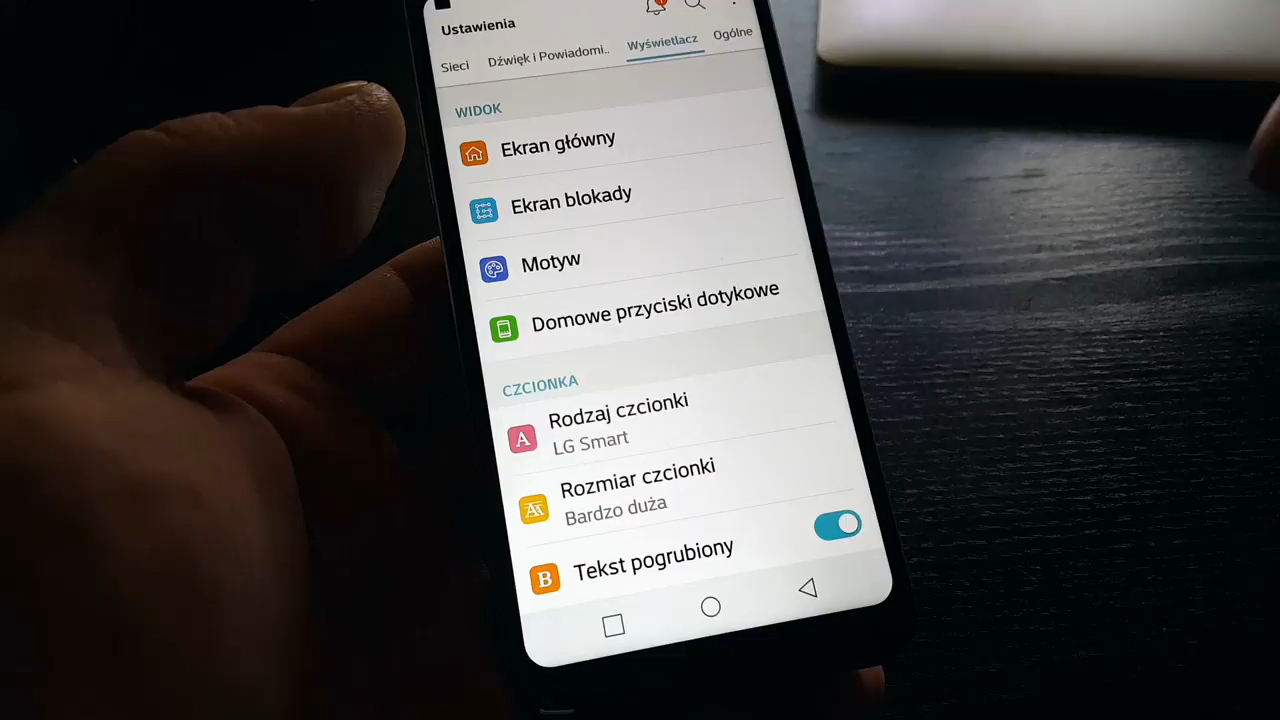 Ustawienia
Sieci Dźwięk i Powiadomi.. Wyświetlacz Ogólne
WIDOK
Ekran główny
Ekran blokady
Motyw
Domowe przyciski dotykowe
CZCIONKA
A Rodzaj czcionki
LG Smart
Rozmiar czcionki
Bardzo duża
B Tekst pogrubiony